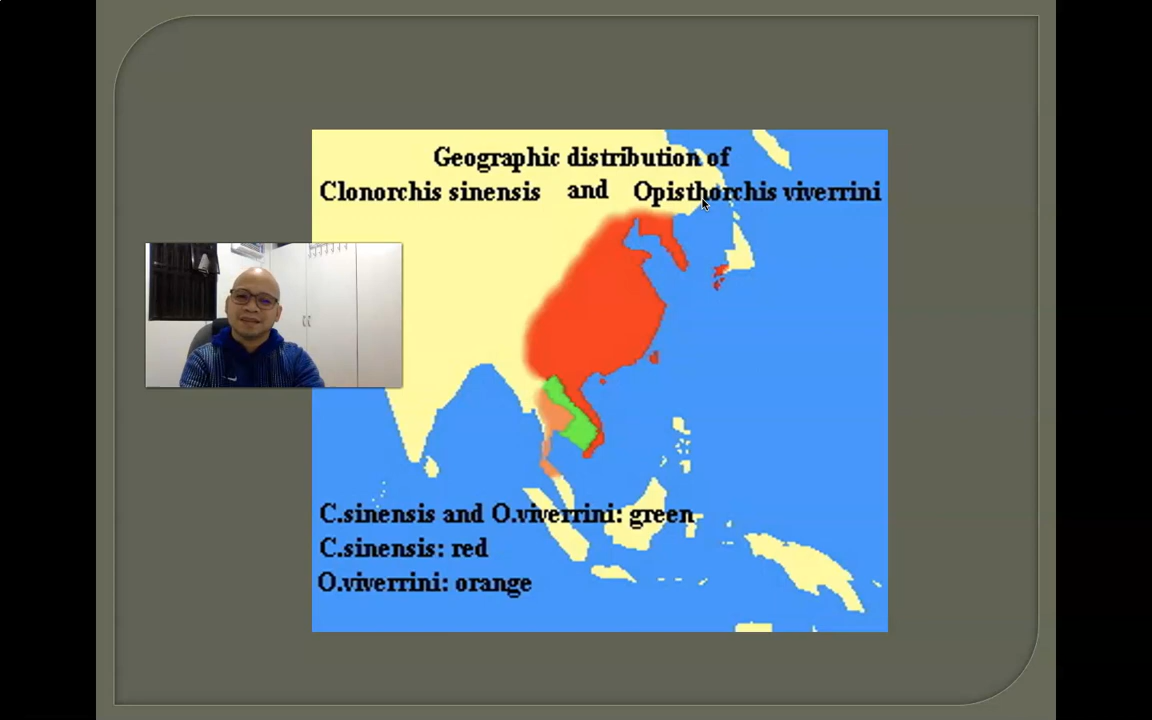 Geographic distribution of
Clonorchis sinensis and Opisthorchis viverrini
C.sinensis and O.viverrini: green
C.sinensis: red
O.viverrini: orange